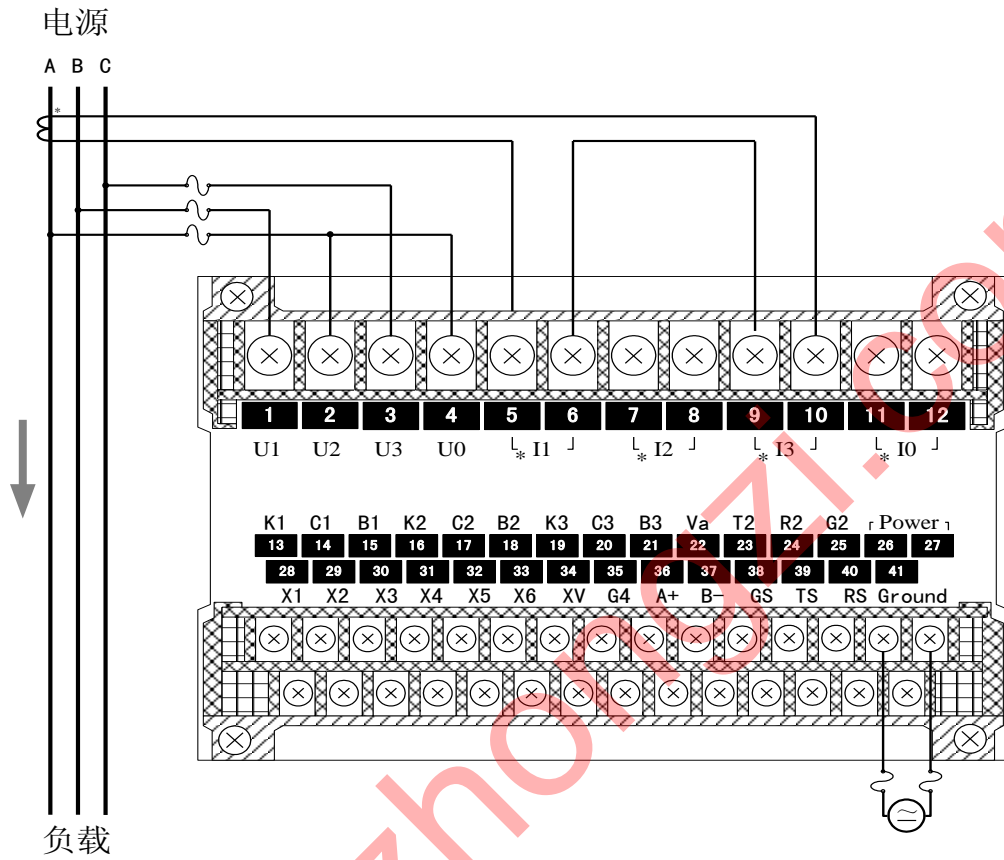 电源
A B C
*
1 2 3 4 5 6 7 8 9 10 11 12
U1 U2 U3 U0 * I1 * I2 * I3 * I0
K1 C1 B1 K2 C2 B2 K3 C3 B3 Va T2 R2 G2 Power
13 14 15 16 17 18 19 20 21 22 23 24 25 26 27
28 29 30 31 32 33 34 35 36 37 38 39 40 41
X1 X2 X3 X4 X5 X6 XV G4 A+ B- GS TS RS Ground
负载
zhongzi.com